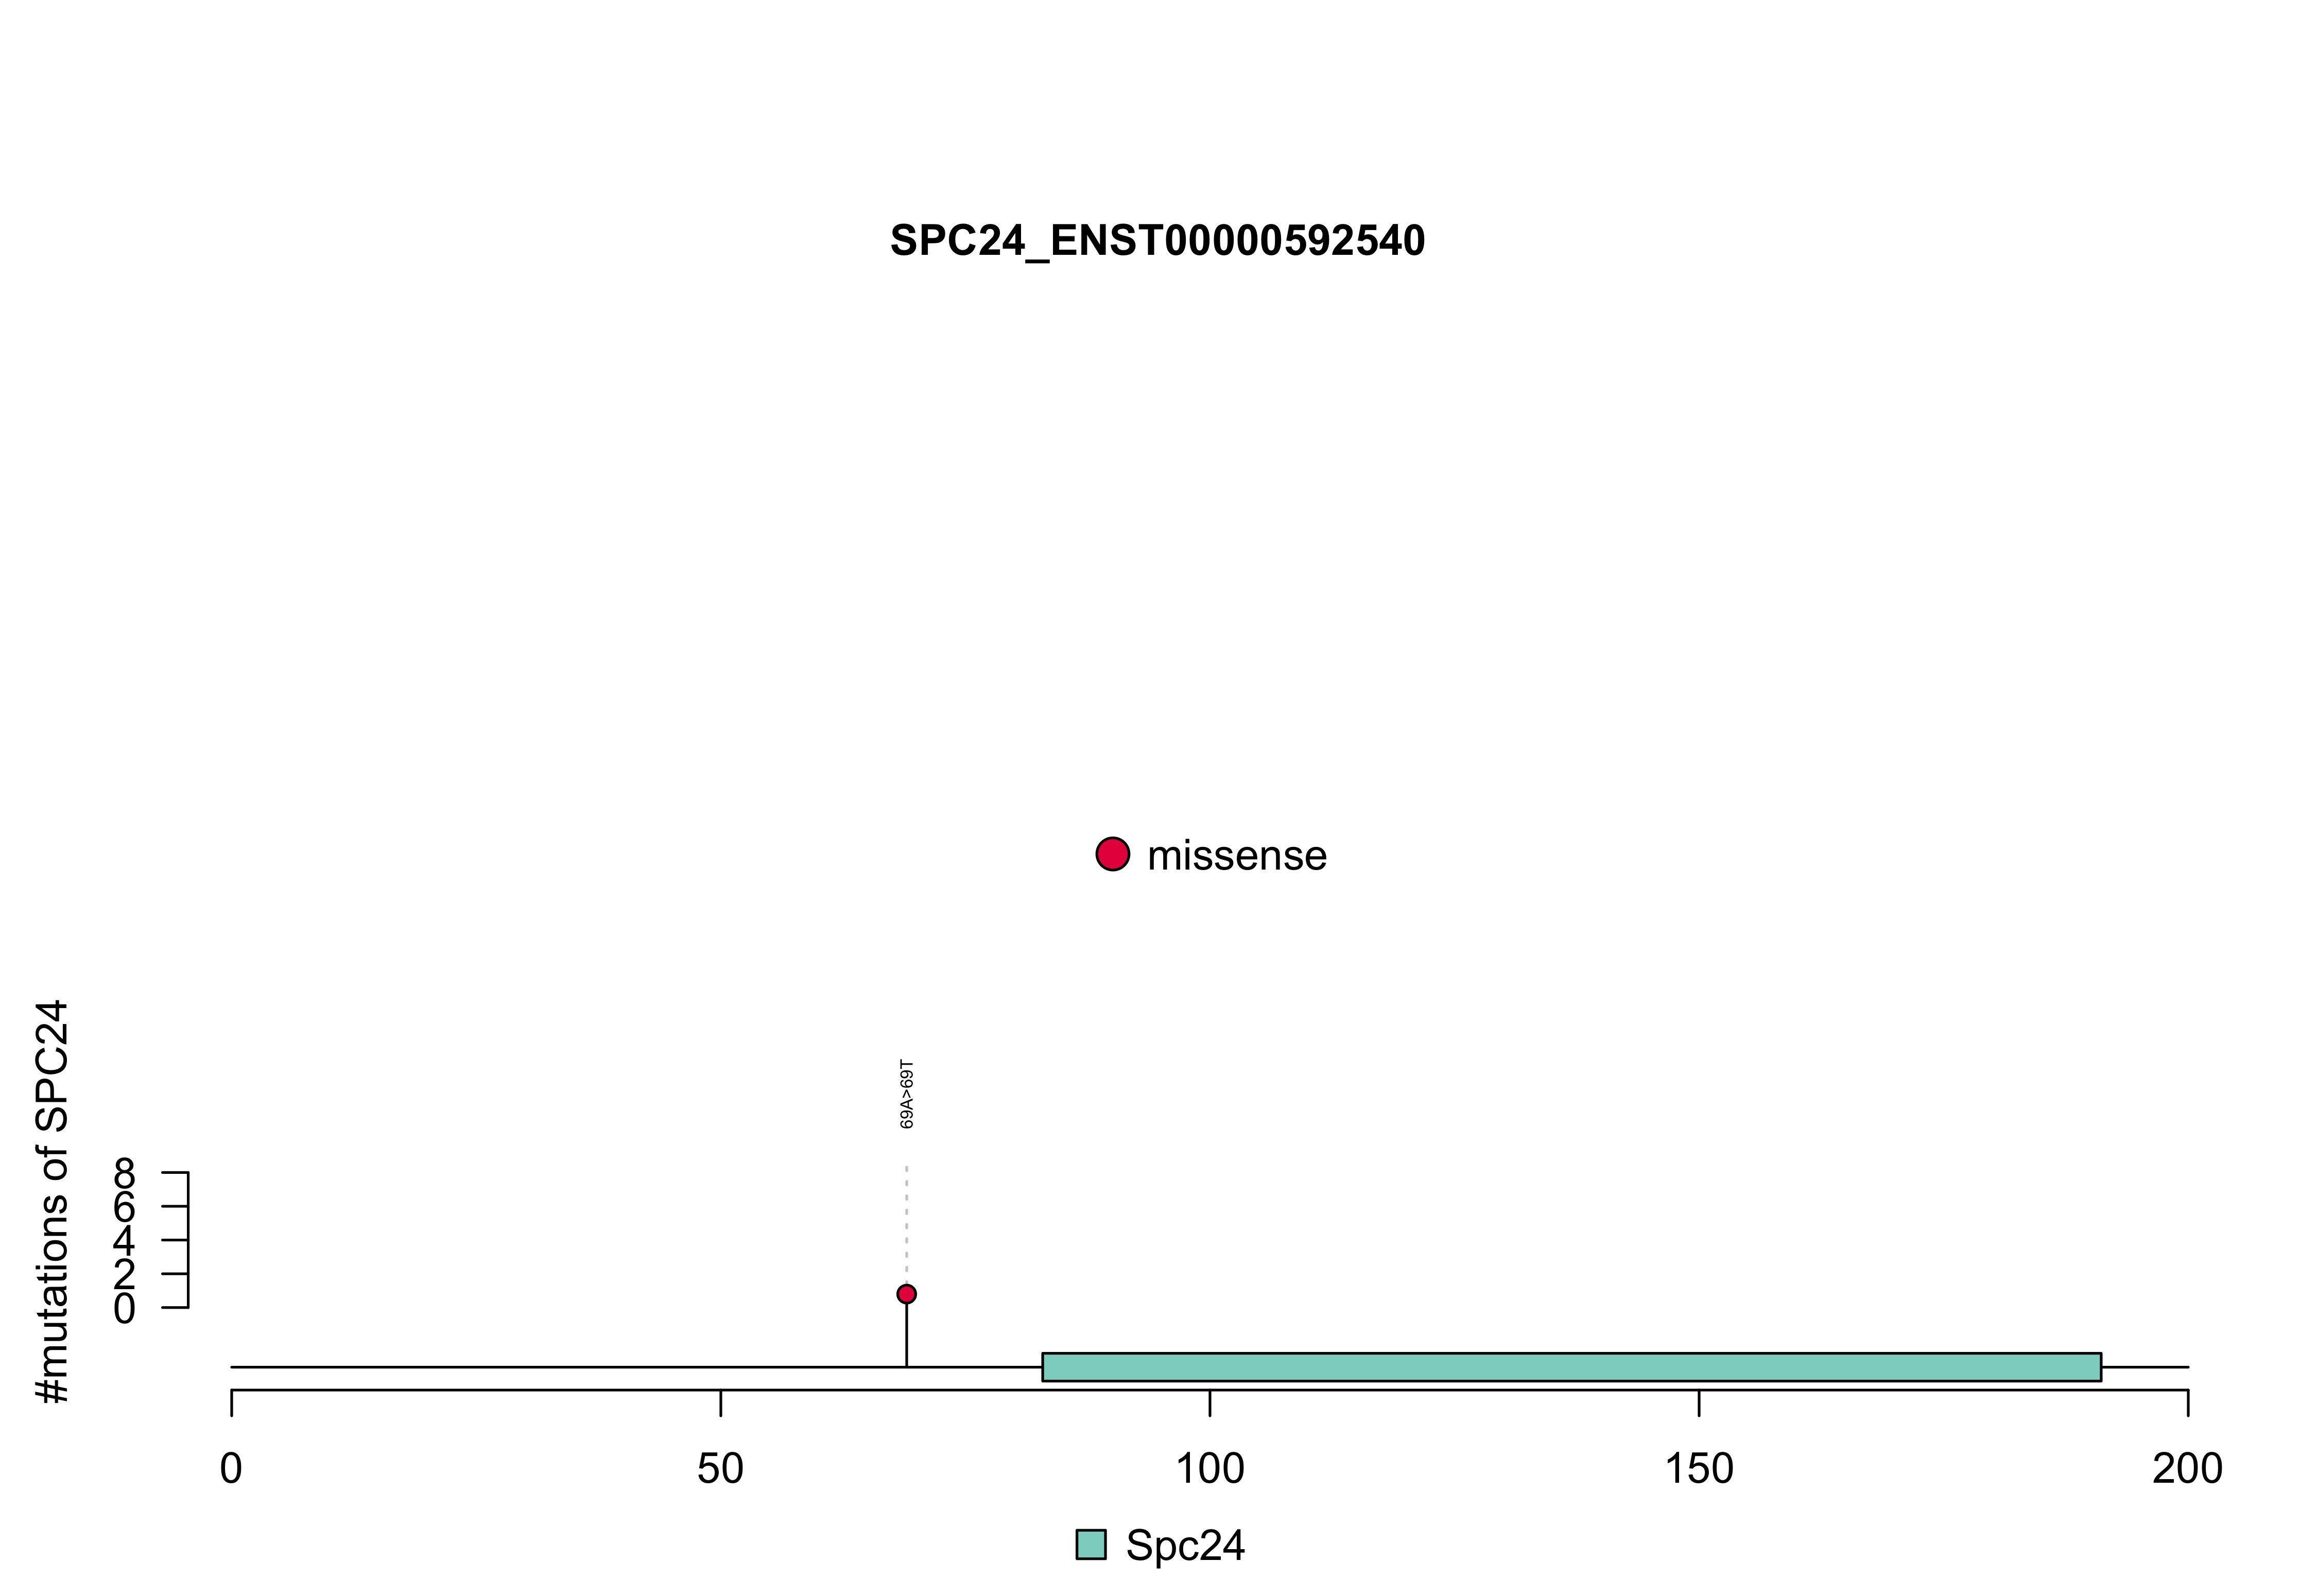 SPC24_ENST00000592540
missense
#mutations of SPC24
69A>69T
8
6
4
2
0
0 50 100 150 200
Spc24